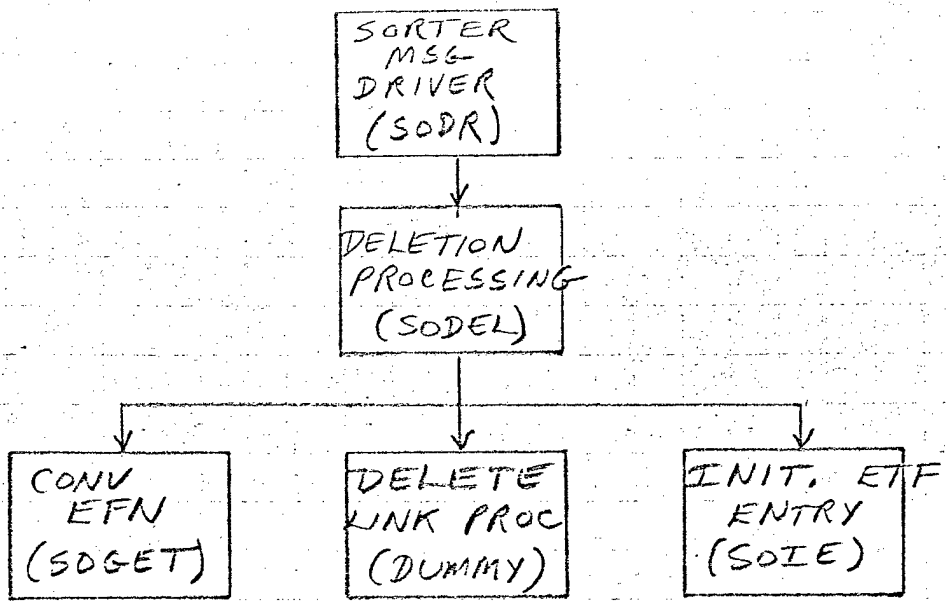 SORTER
MSG
DRIVER
(SODR)
DELETION
PROCESSING
(SODEL)
CONV
EFN
(SOGET)
DELETE
LINK PROC
(DUMMY)
INIT. ETF
ENTRY
(SOIE)